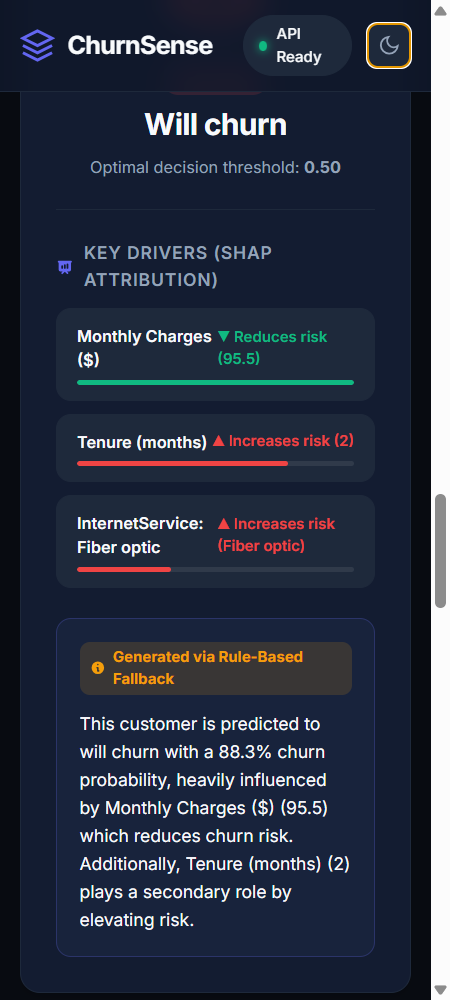 ChurnSense
API
Ready
Will churn
Optimal decision threshold: 0.50
KEY DRIVERS (SHAP
ATTRIBUTION)
Monthly Charges
($)
▼ Reduces risk
(95.5)
Tenure (months) ▲ Increases risk (2)
InternetService:
Fiber optic
▲ Increases risk
(Fiber optic)
Generated via Rule-Based
Fallback
This customer is predicted to
will churn with a 88.3% churn
probability, heavily influenced
by Monthly Charges ($) (95.5)
which reduces churn risk.
Additionally, Tenure (months) (2)
plays a secondary role by
elevating risk.